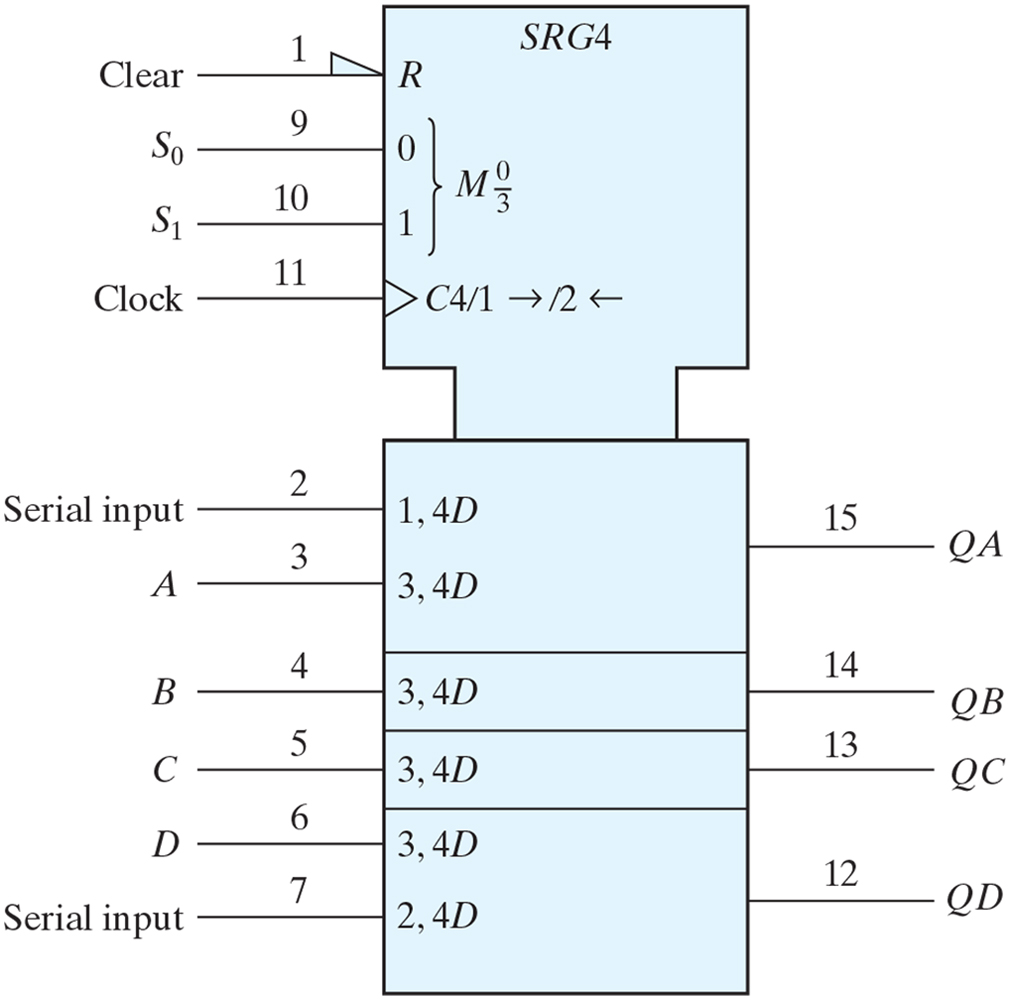 SRG4
Clear 1 R
S₀ 9 0
M 0/3
S₁ 10 1
Clock 11 C4/1 → /2 ←
Serial input 2 1, 4D
15 QA
A 3 3, 4D
B 4 3, 4D 14 QB
C 5 3, 4D 13 QC
D 6 3, 4D
12 QD
Serial input 7 2, 4D